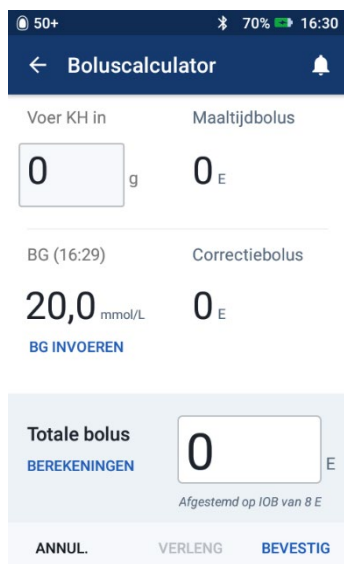 50+ 70% 16:30
Boluscalculator
Voer KH in Maaltijdbolus
0 g 0 E
BG (16:29) Correctiebolus
20,0 mmol/L 0 E
BG INVOEREN
Totale bolus
BEREKENINGEN
0 E
Afgestemd op IOB van 8 E
ANNUL. VERLENG BEVESTIG